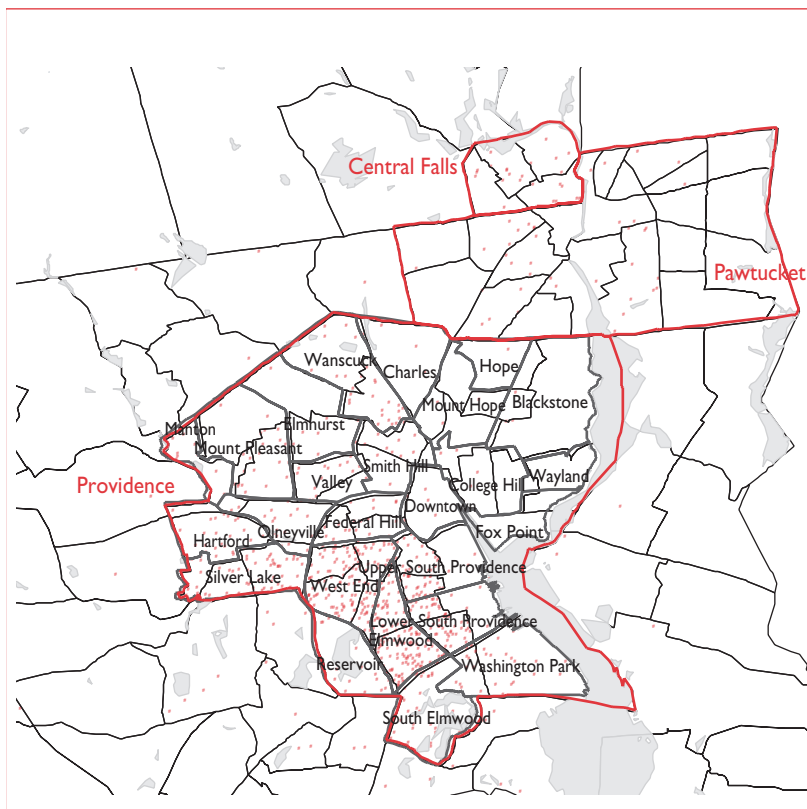 Central Falls
Pawtucket
Wanscuck
Charles
Hope
Mount Hope
Blackstone
Manton
Elmhurst
Mount Pleasant
Smith Hill
Valley
College Hill
Wayland
Providence
Downtown
Federal Hill
Olneyville
Fox Point
Hartford
Silver Lake
West End
Upper South Providence
Lower South Providence
Elmwood
Reservoir
Washington Park
South Elmwood